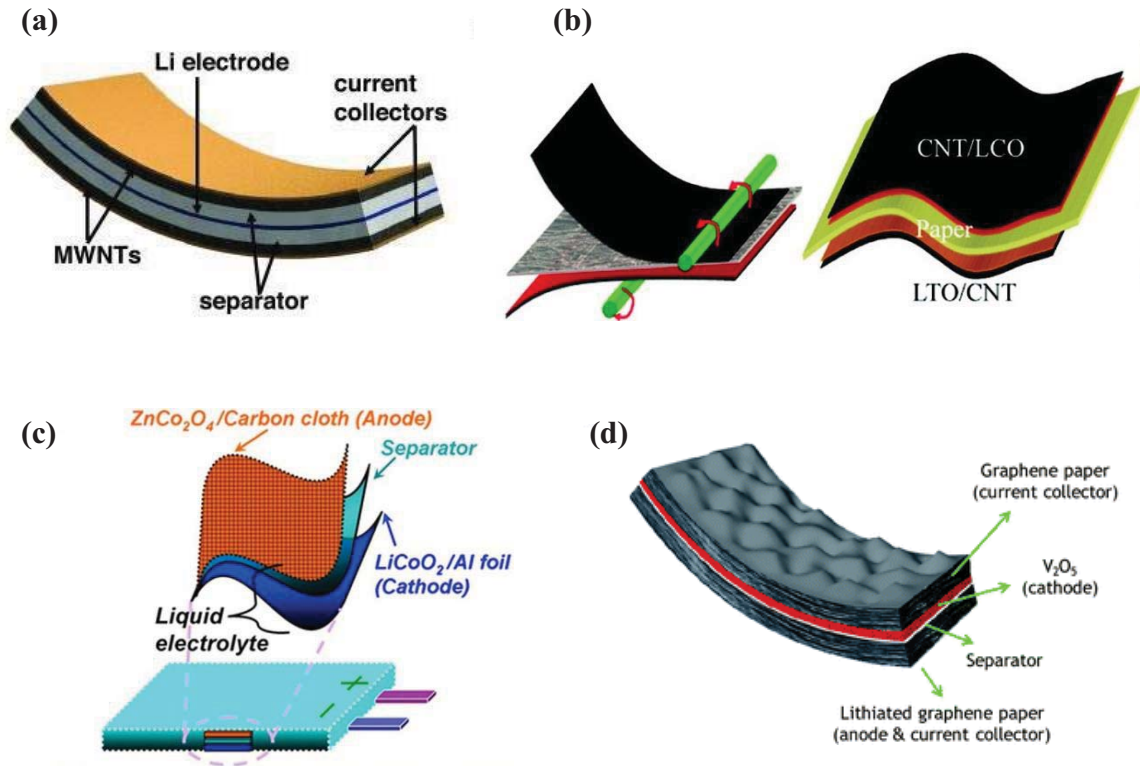 (a)
Li electrode
current
collectors
MWNTs
separator
(b)
CNT/LCO
Paper
LTO/CNT
(c)
ZnCo₂O₄/Carbon cloth (Anode)
Separator
LiCoO₂/Al foil
(Cathode)
Liquid
electrolyte
+
-
(d)
Graphene paper
(current collector)
V₂O₅
(cathode)
Separator
Lithiated graphene paper
(anode & current collector)